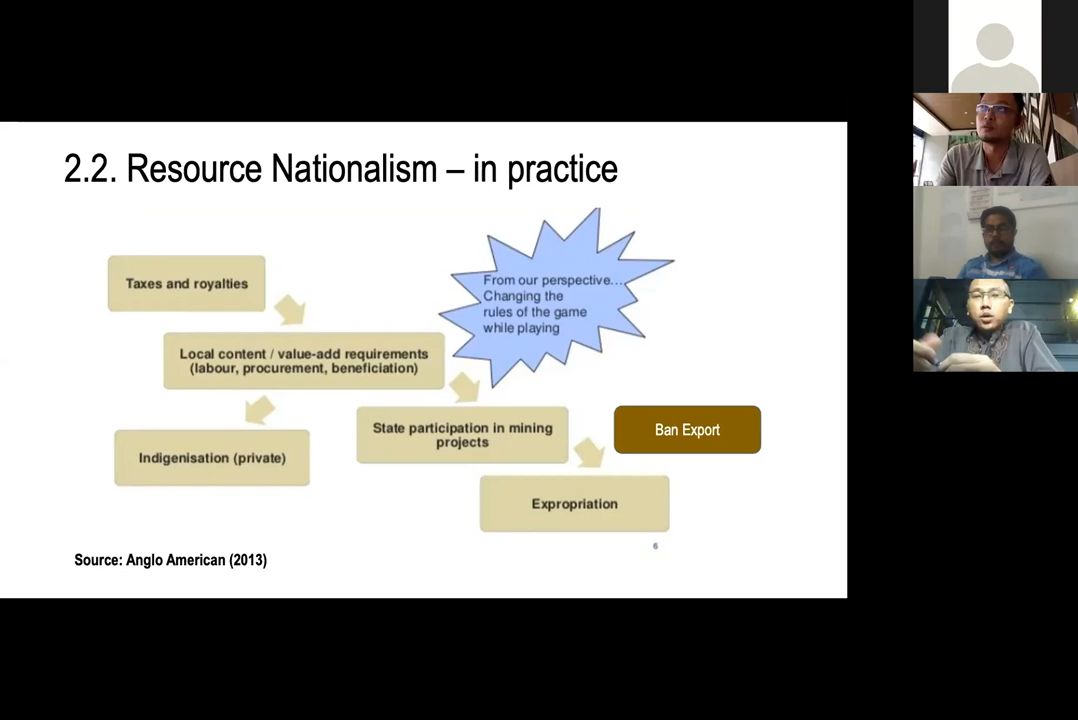 2.2. Resource Nationalism – in practice
From our perspective...
Changing the
rules of the game
while playing
Taxes and royalties
Local content / value-add requirements
(labour, procurement, beneficiation)
State participation in mining
projects
Ban Export
Indigenisation (private)
Expropriation
6
Source: Anglo American (2013)